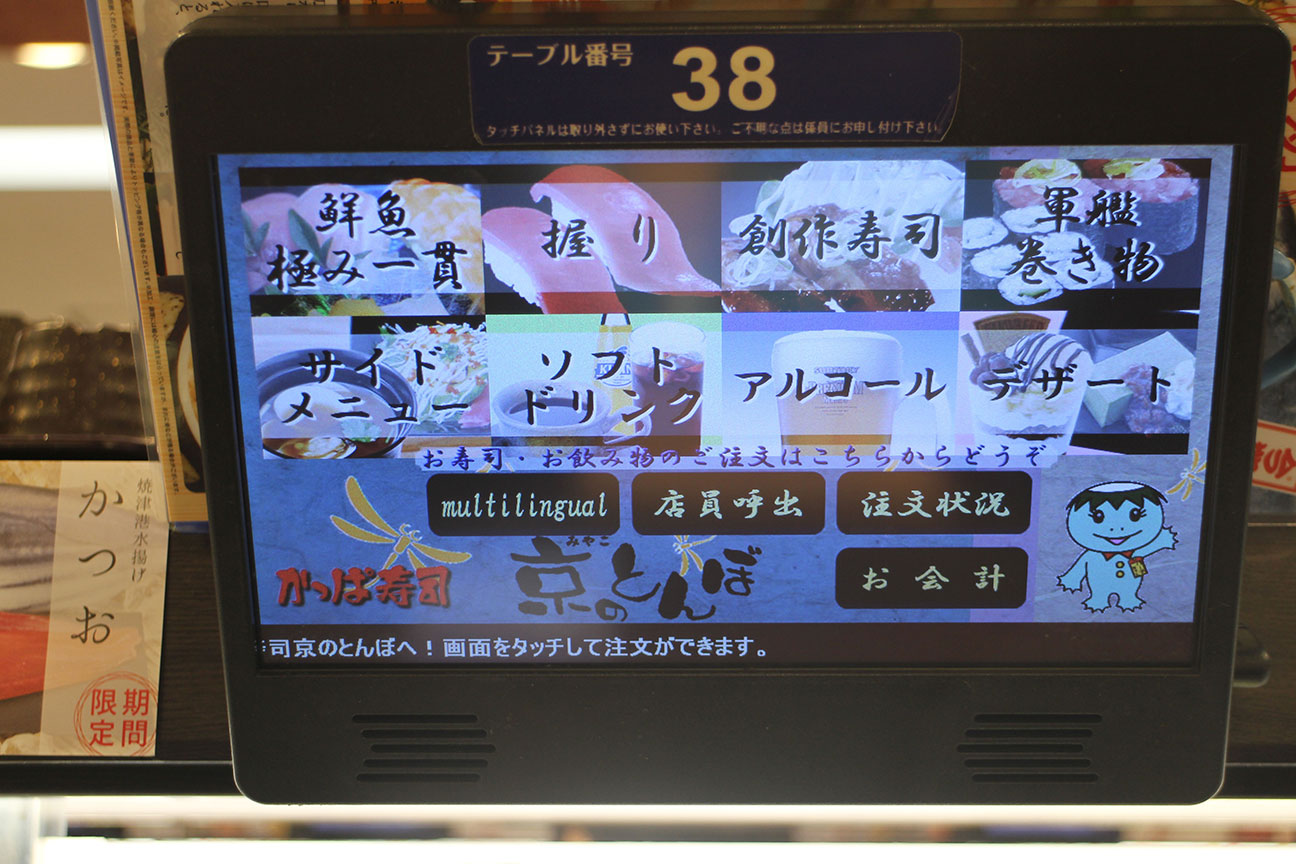 テーブル番号 38
タッチパネルは取り外さずにお使い下さい。ご不明な点は係員にお申し付け下さい。
鮮魚
極み一貫
握り
創作寿司
軍艦
巻き物
サイド
メニュー
ソフト
ドリンク
アルコール
デザート
お寿司・お飲み物のご注文はこちらからどうぞ
multilingual
店員呼出
注文状況
かっぱ寿司
みやこ
京のとんぼ
お会計
司京のとんぼへ！画面をタッチして注文ができます。
焼津港水揚げ
かつお
期間
限定